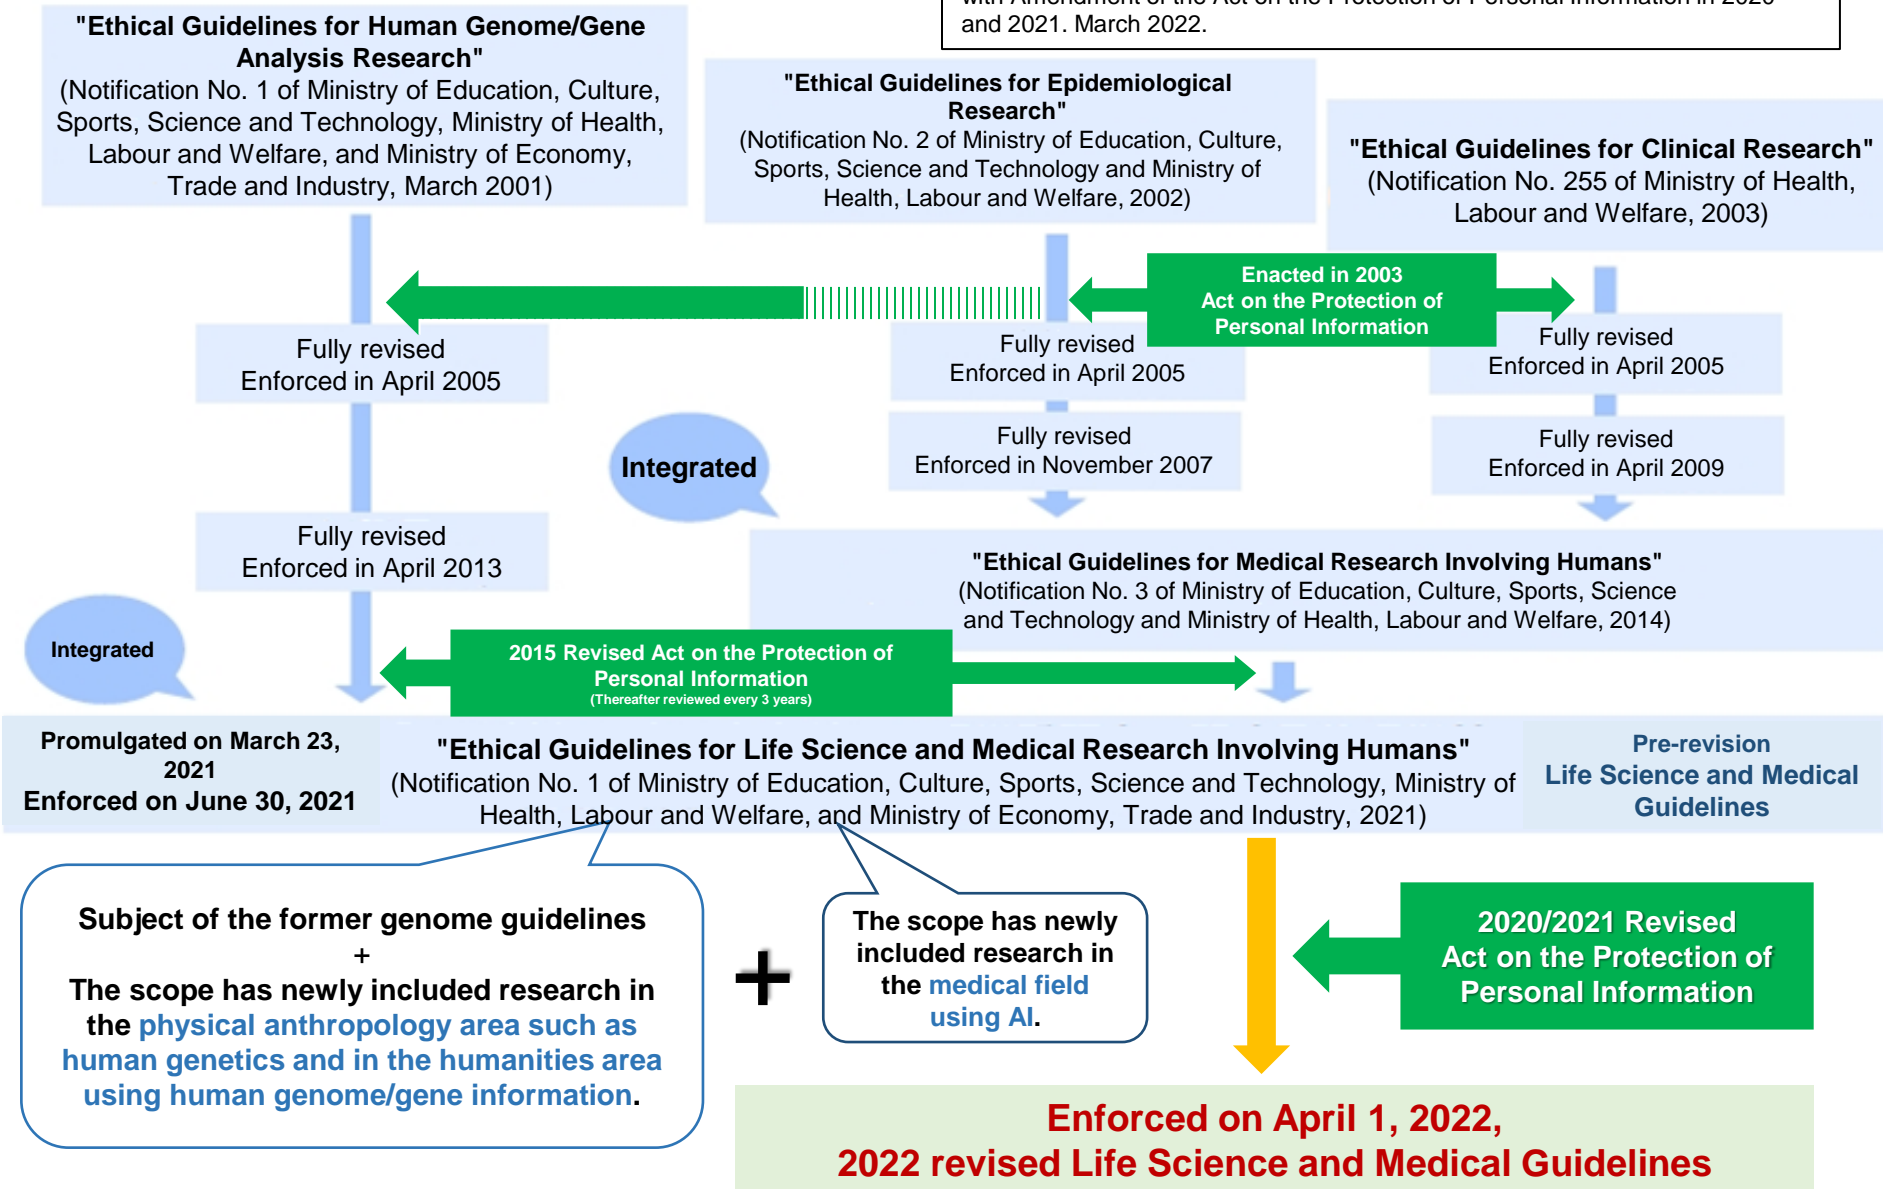 with Amendment of the Act on the Protection of Personal Information in 2020
and 2021. March 2022.
"Ethical Guidelines for Human Genome/Gene
Analysis Research"
(Notification No. 1 of Ministry of Education, Culture,
Sports, Science and Technology, Ministry of Health,
Labour and Welfare, and Ministry of Economy,
Trade and Industry, March 2001)
"Ethical Guidelines for Epidemiological
Research"
(Notification No. 2 of Ministry of Education, Culture,
Sports, Science and Technology and Ministry of
Health, Labour and Welfare, 2002)
"Ethical Guidelines for Clinical Research"
(Notification No. 255 of Ministry of Health,
Labour and Welfare, 2003)
Enacted in 2003
Act on the Protection of
Personal Information
Fully revised
Enforced in April 2005
Fully revised
Enforced in April 2005
Fully revised
Enforced in April 2005
Integrated
Fully revised
Enforced in November 2007
Fully revised
Enforced in April 2009
Fully revised
Enforced in April 2013
"Ethical Guidelines for Medical Research Involving Humans"
(Notification No. 3 of Ministry of Education, Culture, Sports, Science
and Technology and Ministry of Health, Labour and Welfare, 2014)
Integrated
2015 Revised Act on the Protection of
Personal Information
(Thereafter reviewed every 3 years)
Promulgated on March 23,
2021
Enforced on June 30, 2021
"Ethical Guidelines for Life Science and Medical Research Involving Humans"
(Notification No. 1 of Ministry of Education, Culture, Sports, Science and Technology, Ministry of
Health, Labour and Welfare, and Ministry of Economy, Trade and Industry, 2021)
Pre-revision
Life Science and Medical
Guidelines
Subject of the former genome guidelines
+
The scope has newly included research in
the physical anthropology area such as
human genetics and in the humanities area
using human genome/gene information.
+
The scope has newly
included research in
the medical field
using AI.
2020/2021 Revised
Act on the Protection of
Personal Information
Enforced on April 1, 2022,
2022 revised Life Science and Medical Guidelines